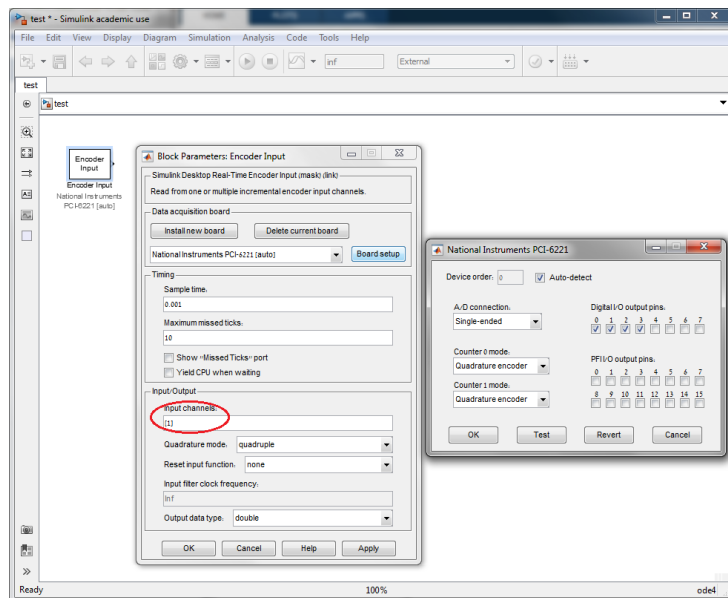 test * - Simulink academic use
File Edit View Display Diagram Simulation Analysis Code Tools Help
inf External
test
test
Encoder
Input
Encoder Input
National Instruments
PCI-6221 [auto]
Block Parameters: Encoder Input
Simulink Desktop Real-Time Encoder Input (mask) (link)
Read from one or multiple incremental encoder input channels.
Data acquisition board
Install new board Delete current board
National Instruments PCI-6221 [auto] Board setup
Timing
Sample time:
0.001
Maximum missed ticks:
10
Show "Missed Ticks" port
Yield CPU when waiting
Input/Output
Input channels:
[1]
Quadrature mode: quadruple
Reset input function: none
Input filter clock frequency:
Inf
Output data type: double
OK Cancel Help Apply
National Instruments PCI-6221
Device order: 0 Auto-detect
A/D connection:
Single-ended
Counter 0 mode:
Quadrature encoder
Counter 1 mode:
Quadrature encoder
Digital I/O output pins:
0 1 2 3 4 5 6 7
PFI I/O output pins:
0 1 2 3 4 5 6 7
8 9 10 11 12 13 14 15
OK Test Revert Cancel
Ready 100% ode4